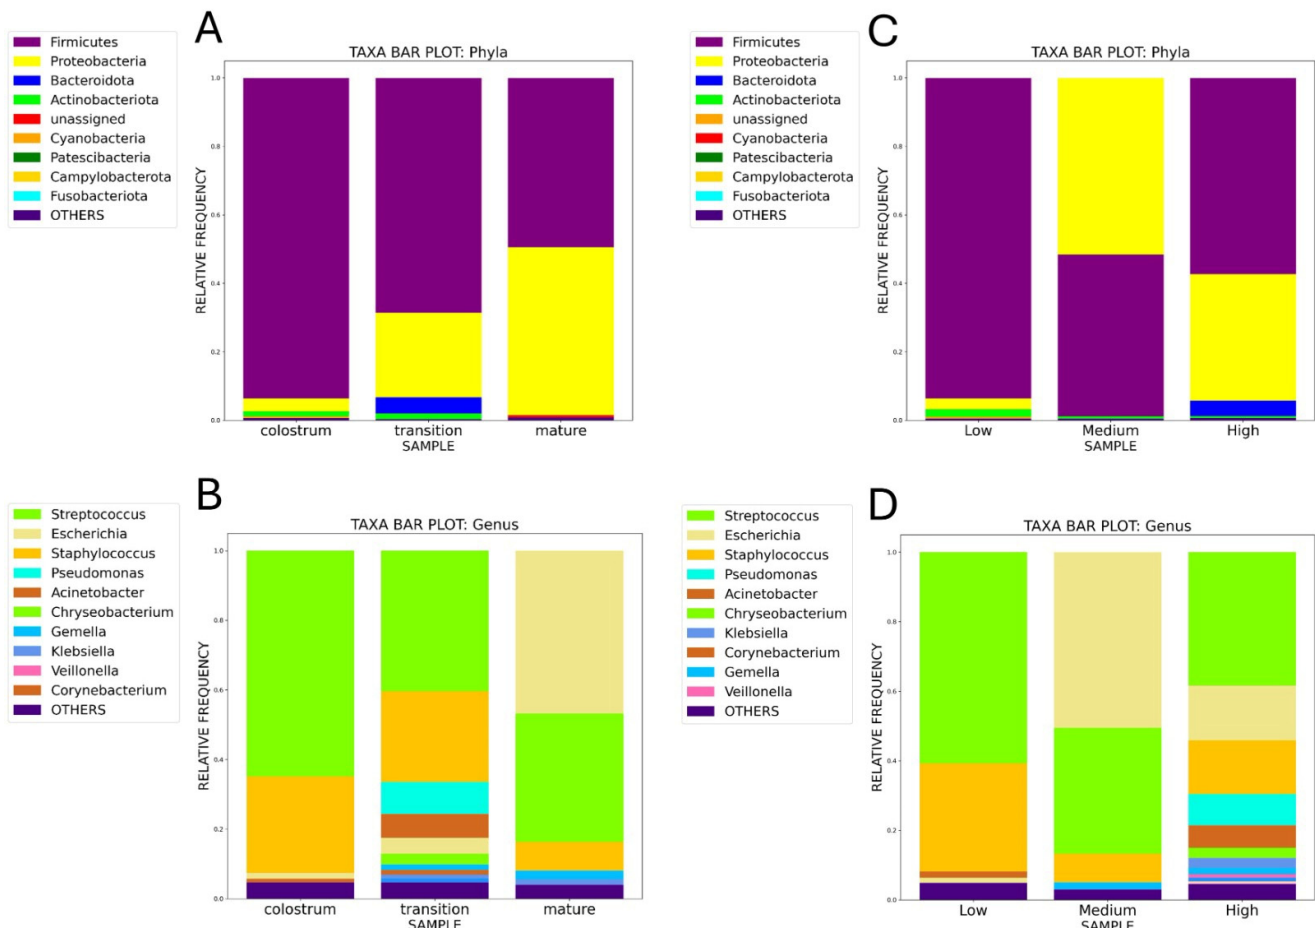 A
TAXA BAR PLOT: Phyla
Firmicutes
Proteobacteria
Bacteroidota
Actinobacteriota
unassigned
Cyanobacteria
Patescibacteria
Campylobacterota
Fusobacteriota
OTHERS
RELATIVE FREQUENCY
1.0
0.8
0.6
0.4
0.2
0.0
colostrum transition mature
SAMPLE
C
TAXA BAR PLOT: Phyla
Firmicutes
Proteobacteria
Bacteroidota
Actinobacteriota
unassigned
Cyanobacteria
Patescibacteria
Campylobacterota
Fusobacteriota
OTHERS
RELATIVE FREQUENCY
1.0
0.8
0.6
0.4
0.2
0.0
Low Medium High
SAMPLE
B
TAXA BAR PLOT: Genus
Streptococcus
Escherichia
Staphylococcus
Pseudomonas
Acinetobacter
Chryseobacterium
Gemella
Klebsiella
Veillonella
Corynebacterium
OTHERS
RELATIVE FREQUENCY
1.0
0.8
0.6
0.4
0.2
0.0
colostrum transition mature
SAMPLE
D
TAXA BAR PLOT: Genus
Streptococcus
Escherichia
Staphylococcus
Pseudomonas
Acinetobacter
Chryseobacterium
Klebsiella
Corynebacterium
Gemella
Veillonella
OTHERS
RELATIVE FREQUENCY
1.0
0.8
0.6
0.4
0.2
0.0
Low Medium High
SAMPLE